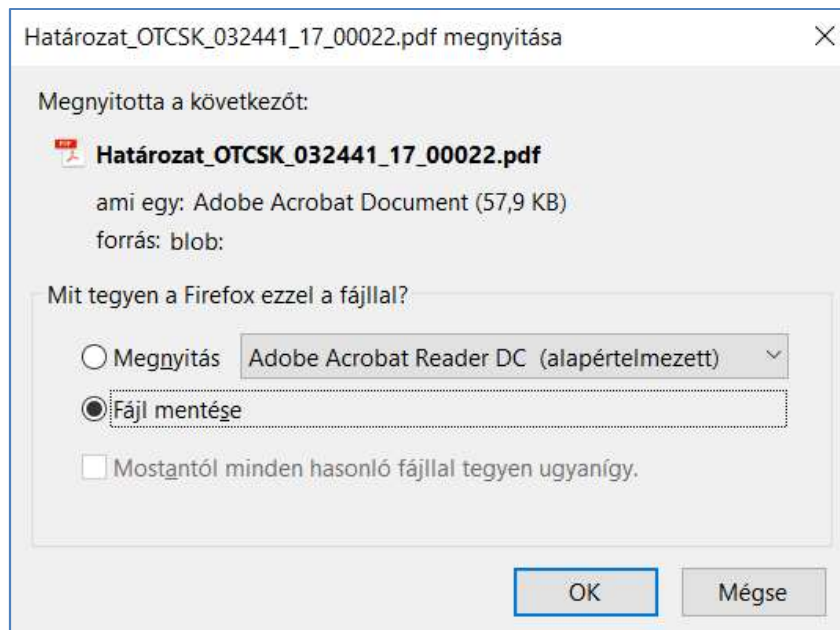 Határozat_OTCSK_032441_17_00022.pdf megnyitása
Megnyitotta a következőt:
Határozat_OTCSK_032441_17_00022.pdf
ami egy: Adobe Acrobat Document (57,9 KB)
forrás: blob:
Mit tegyen a Firefox ezzel a fájllal?
Megnyitás Adobe Acrobat Reader DC (alapértelmezett)
Fájl mentése
Mostantól minden hasonló fájllal tegyen ugyanígy.
OK Mégse